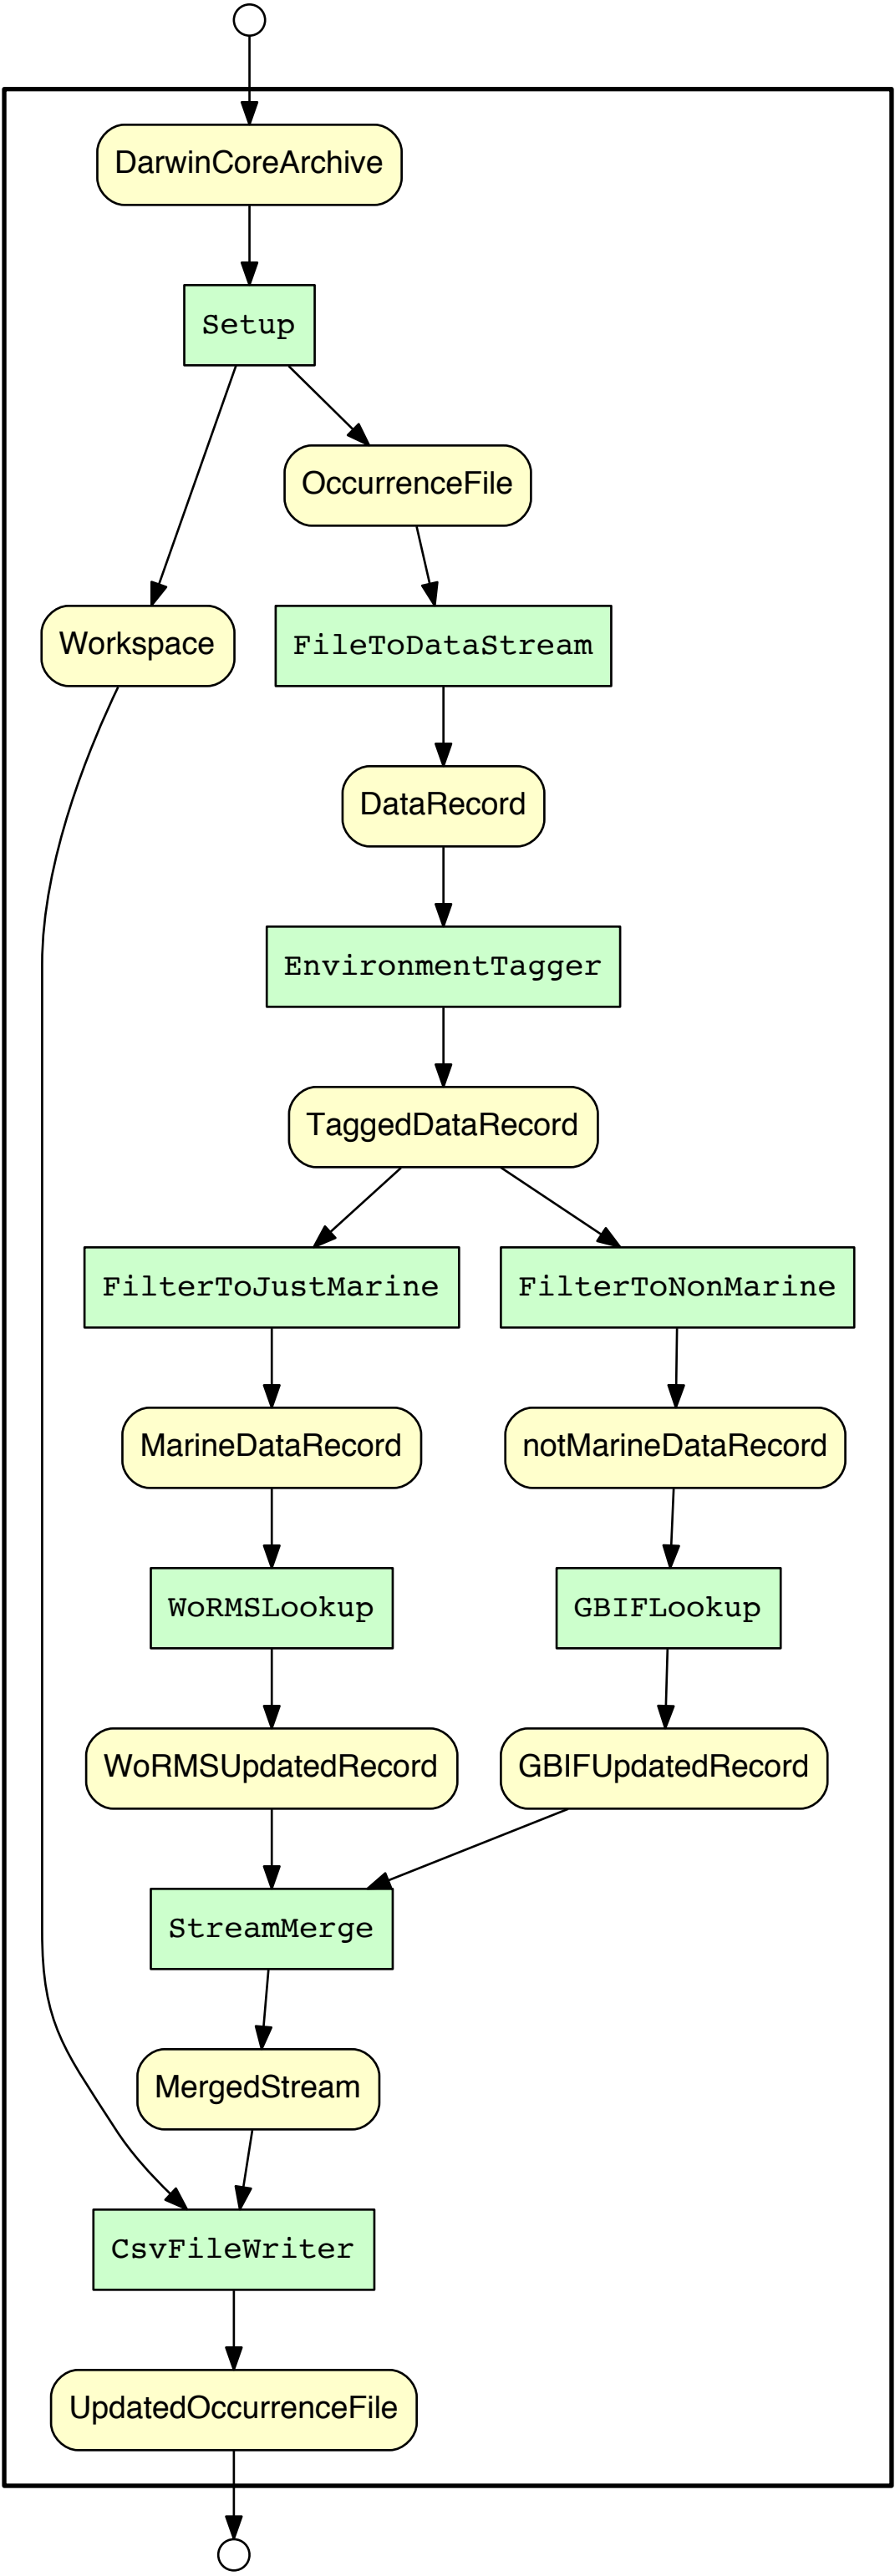 DarwinCoreArchive
Setup
OccurrenceFile
Workspace
FileToDataStream
DataRecord
EnvironmentTagger
TaggedDataRecord
FilterToJustMarine
FilterToNonMarine
MarineDataRecord
notMarineDataRecord
WoRMSLookup
GBIFLookup
WoRMSUpdatedRecord
GBIFUpdatedRecord
StreamMerge
MergedStream
CsvFileWriter
UpdatedOccurrenceFile